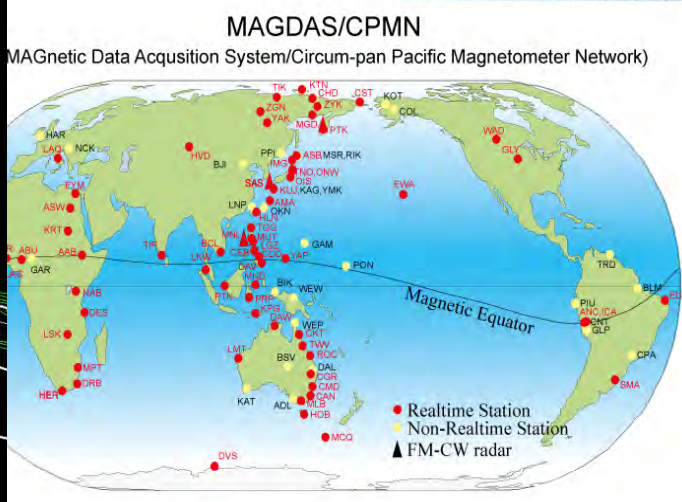 MAGDAS/CPMN
MAGnetic Data Acqusition System/Circum-pan Pacific Magnetometer Network)
KTN
TIK
CHD
CST
KOT
ZGN
ZYK
COL
YAK
MGD
PTK
HAR
WAD
NCK
LAQ
HVD
PPI
ASB,MSR,RIK
GLY
BJI
IMG
TNO,ONW
OIS
SAS
KUJ,KAG,YMK
EYM
EWA
AMA
ASW
LNP
OKN
HLN
KRT
TGG
MUT
MNL
GAM
AAB
TIR
BCL
CEB
LGZ
CDO
YAP
TRD
ABU
GAR
LKW
DAV
PON
MND
BIK
WEW
NAB
PTN
PRP
Magnetic Equator
PIU
BLM
DES
KPG
ANC,ICA
CNT
GLP
DAW
WEP
LSK
CKT
TWV
LMT
ROC
CPA
BSV
DAL
MPT
DGR
DRB
HER
KAT
CMD
SMA
CAN
ADL
MLB
HOB
Realtime Station
Non-Realtime Station
MCQ
FM-CW radar
DVS